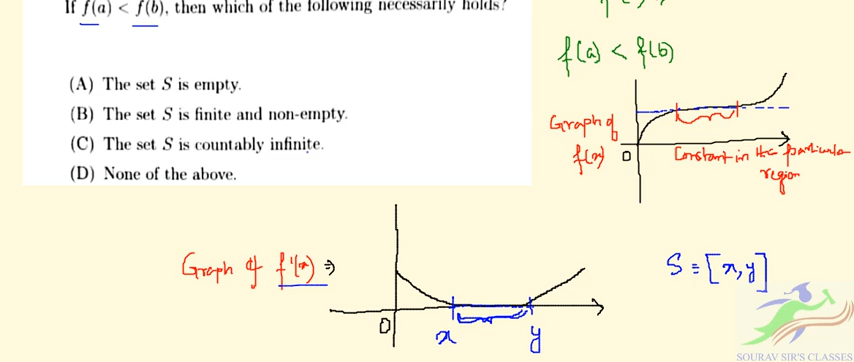 If f(a) < f(b), then which of the following necessarily holds?
(A) The set S is empty.
(B) The set S is finite and non-empty.
(C) The set S is countably infinite.
(D) None of the above.
f(a) < f(b)
Graph of
f(x)
0
Constant in the particular
region
Graph of f'(x) ⇒
0
x
y
S = [x, y]
SOURAV SIR'S CLASSES